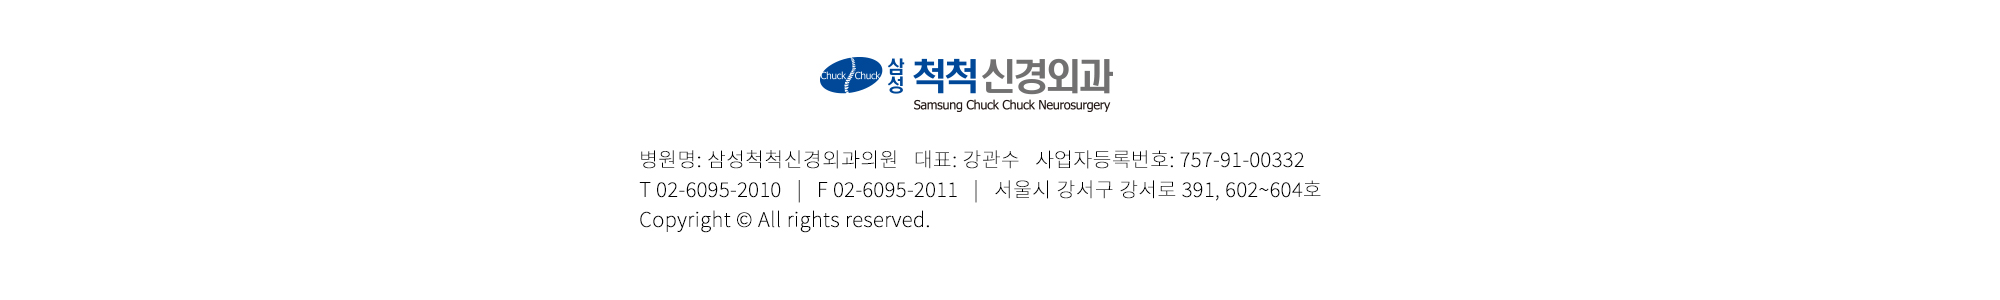 Chuck Chuck 삼성 척척 신경외과
Samsung Chuck Chuck Neurosurgery
병원명: 삼성척척신경외과의원 대표: 강관수 사업자등록번호: 757-91-00332
T 02-6095-2010 | F 02-6095-2011 | 서울시 강서구 강서로 391, 602~604호
Copyright © All rights reserved.